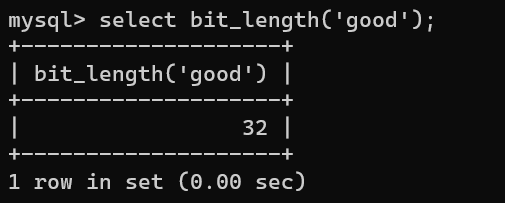 mysql> select bit_length('good');
+--------------------+
| bit_length('good') |
+--------------------+
|                 32 |
+--------------------+
1 row in set (0.00 sec)